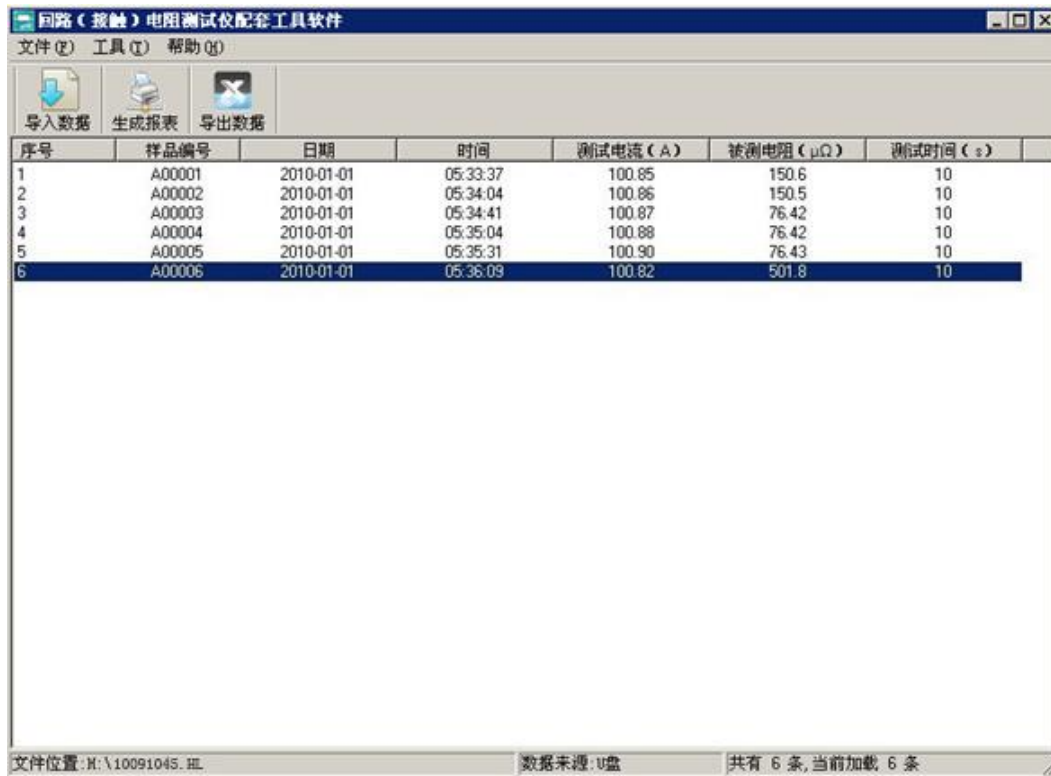 回路（接触）电阻测试仪配套工具软件
文件(F) 工具(T) 帮助(H)
导入数据 生成报表 导出数据
序号 样品编号 日期 时间 测试电流（A） 被测电阻（μΩ） 测试时间（s）
1 A00001 2010-01-01 05:33:37 100.85 150.6 10
2 A00002 2010-01-01 05:34:04 100.86 150.5 10
3 A00003 2010-01-01 05:34:41 100.87 76.42 10
4 A00004 2010-01-01 05:35:04 100.88 76.42 10
5 A00005 2010-01-01 05:35:31 100.90 76.43 10
6 A00006 2010-01-01 05:36:09 100.82 501.8 10
文件位置:M:\10091045.HL 数据来源:U盘 共有 6 条,当前加载 6 条